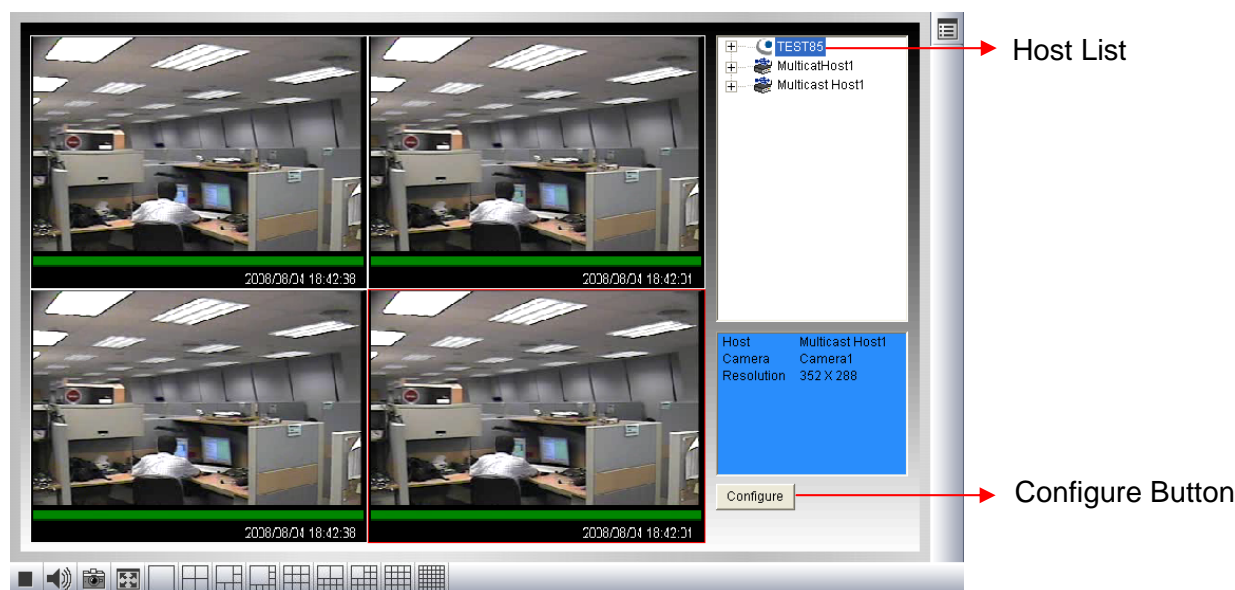 TEST85
MulticatHost1
Multicast Host1
Host List
2008/08/04 18:42:38
2008/08/04 18:42:01
Host Multicast Host1
Camera Camera1
Resolution 352 X 288
Configure
Configure Button
2008/08/04 18:42:38
2008/08/04 18:42:01